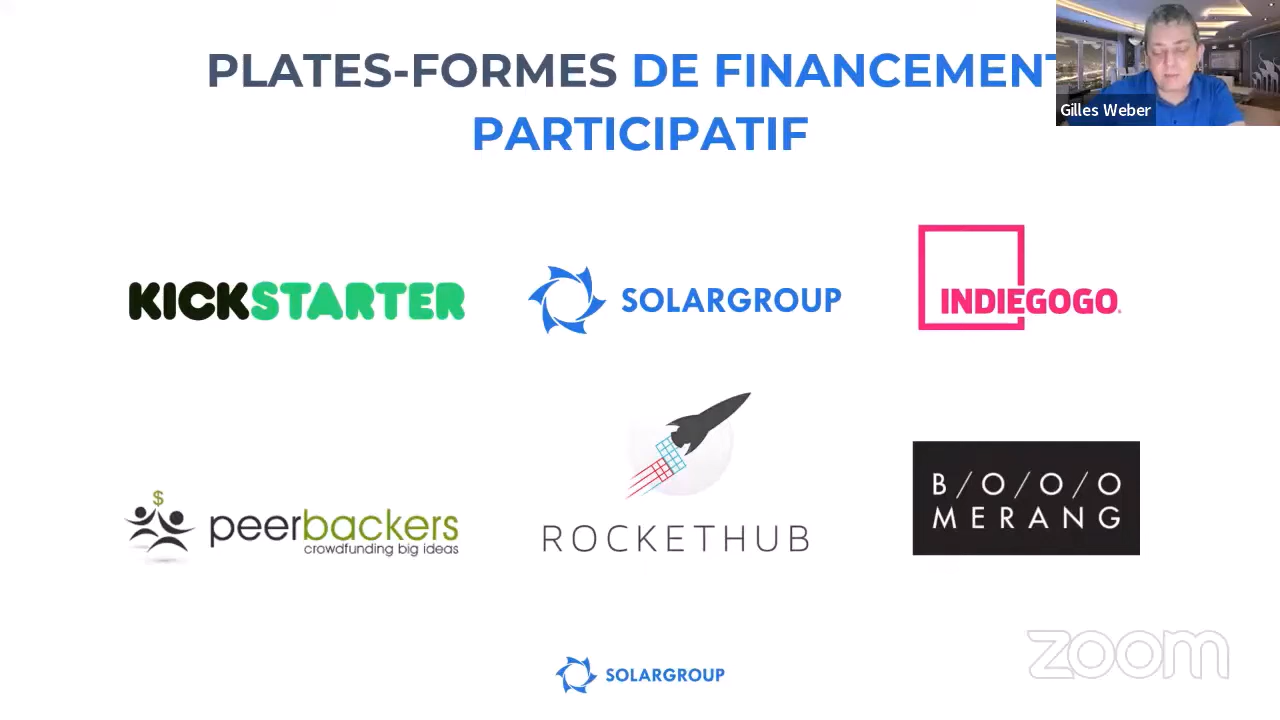 PLATES-FORMES DE FINANCEMENT
PARTICIPATIF
Gilles Weber
KICKSTARTER
SOLARGROUP
INDIEGOGO
$
peerbackers
crowdfunding big ideas
ROCKETHUB
B/O/O/O
MERANG
SOLARGROUP
zoom